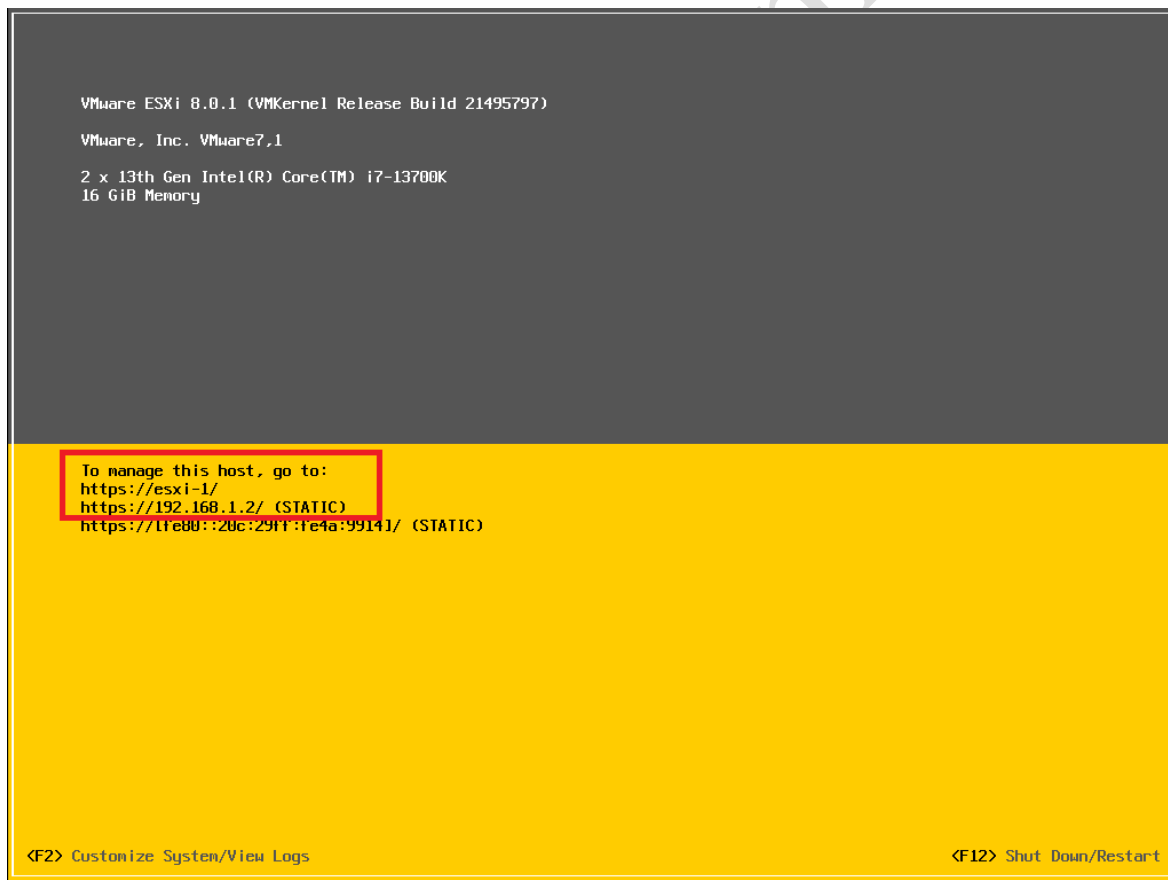 VMware ESXi 8.0.1 (VMKernel Release Build 21495797)
VMware, Inc. VMware7,1
2 x 13th Gen Intel(R) Core(TM) i7-13700K
16 GiB Memory
To manage this host, go to:
https://esxi-1/
https://192.168.1.2/ (STATIC)
https://[fe80::20c:29ff:fe4a:9914]/ (STATIC)
<F2> Customize System/View Logs
<F12> Shut Down/Restart